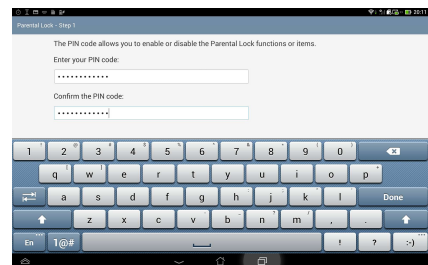 20:11
Parental Lock - Step 1
The PIN code allows you to enable or disable the Parental Lock functions or items.
Enter your PIN code:
••••••••••••
Confirm the PIN code:
••••••••••••
1 2 3 4 5 6 7 8 9 0
q w e r t y u i o p
a s d f g h j k l Done
z x c v b n m , .
En 1@# ! ? :-)